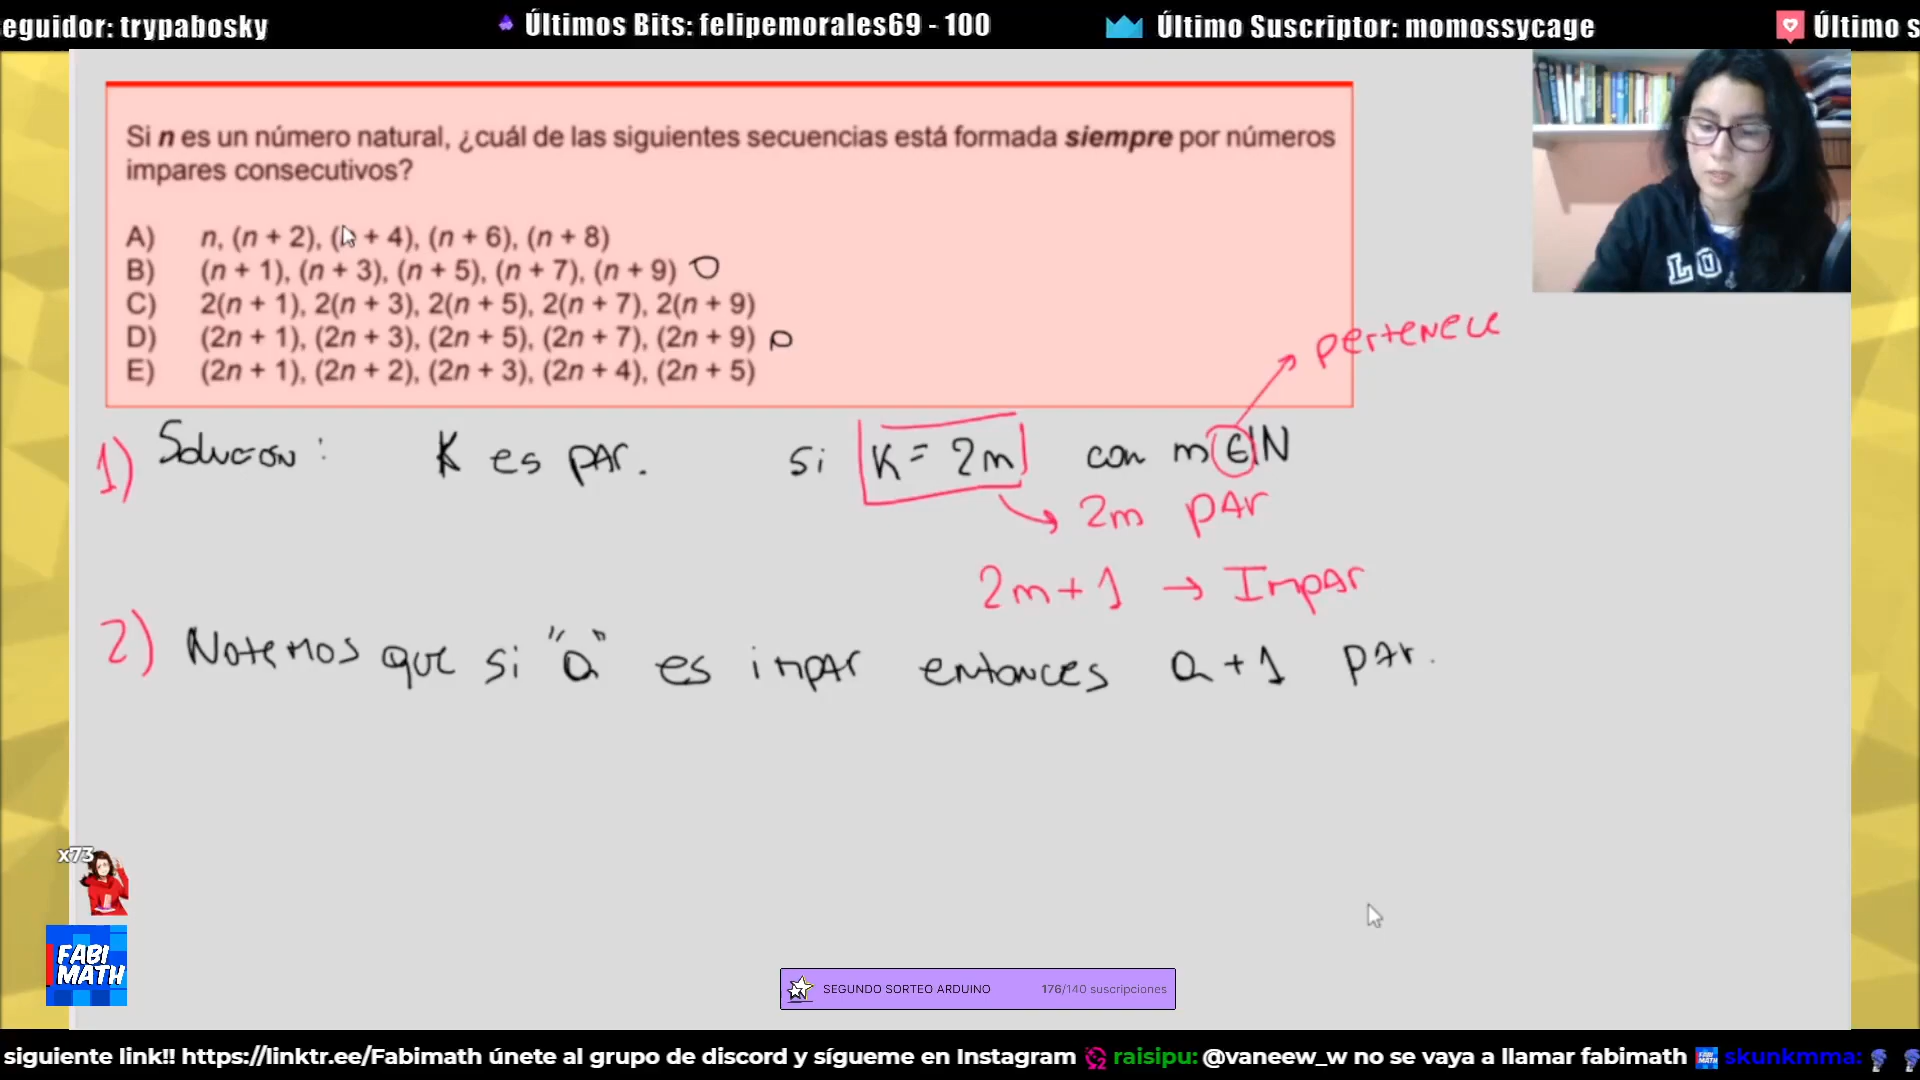 eguidor: trypabosky
Últimos Bits: felipemorales69 - 100
Último Suscriptor: momossycage
Último s
Si n es un número natural, ¿cuál de las siguientes secuencias está formada siempre por números
impares consecutivos?
A) n, (n + 2), (n + 4), (n + 6), (n + 8)
B) (n + 1), (n + 3), (n + 5), (n + 7), (n + 9)
C) 2(n + 1), 2(n + 3), 2(n + 5), 2(n + 7), 2(n + 9)
D) (2n + 1), (2n + 3), (2n + 5), (2n + 7), (2n + 9)
E) (2n + 1), (2n + 2), (2n + 3), (2n + 4), (2n + 5)
LO
pertenece
1) Solución: K es par. si K = 2m con m ∈ ℕ
2m par
2m + 1 → Impar
2) Notemos que si "a" es impar entonces a + 1 par.
x73
FABI
MATH
SEGUNDO SORTEO ARDUINO 176/140 suscripciones
siguiente link!! https://linktr.ee/Fabimath únete al grupo de discord y sígueme en Instagram raisipu: @vaneew_w no se vaya a llamar fabimath skunkmma: